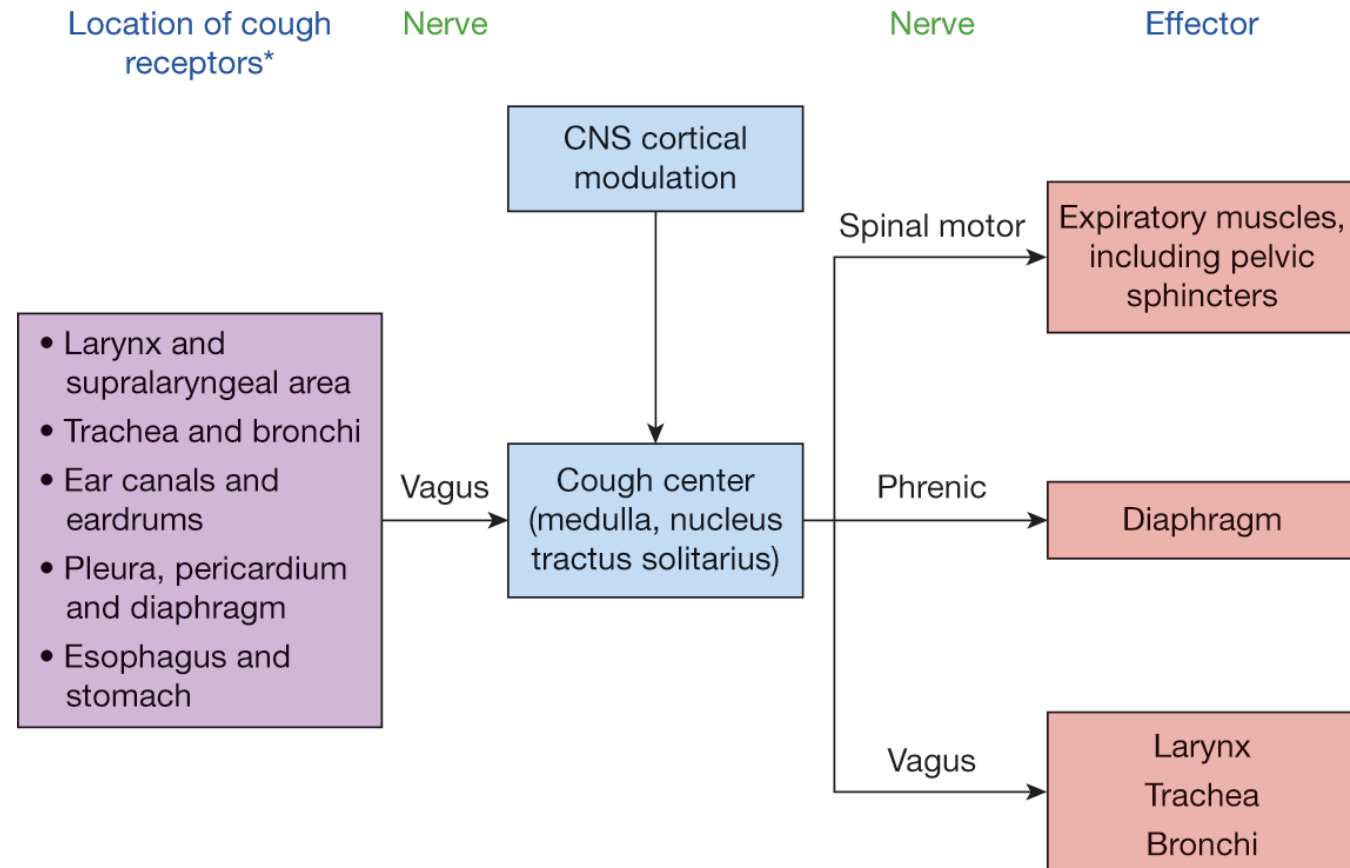 Location of cough
receptors*
Nerve
Nerve
Effector
CNS cortical
modulation
Spinal motor
Expiratory muscles,
including pelvic
sphincters
• Larynx and
supralaryngeal area
• Trachea and bronchi
• Ear canals and
eardrums
• Pleura, pericardium
and diaphragm
• Esophagus and
stomach
Vagus
Cough center
(medulla, nucleus
tractus solitarius)
Phrenic
Diaphragm
Vagus
Larynx
Trachea
Bronchi